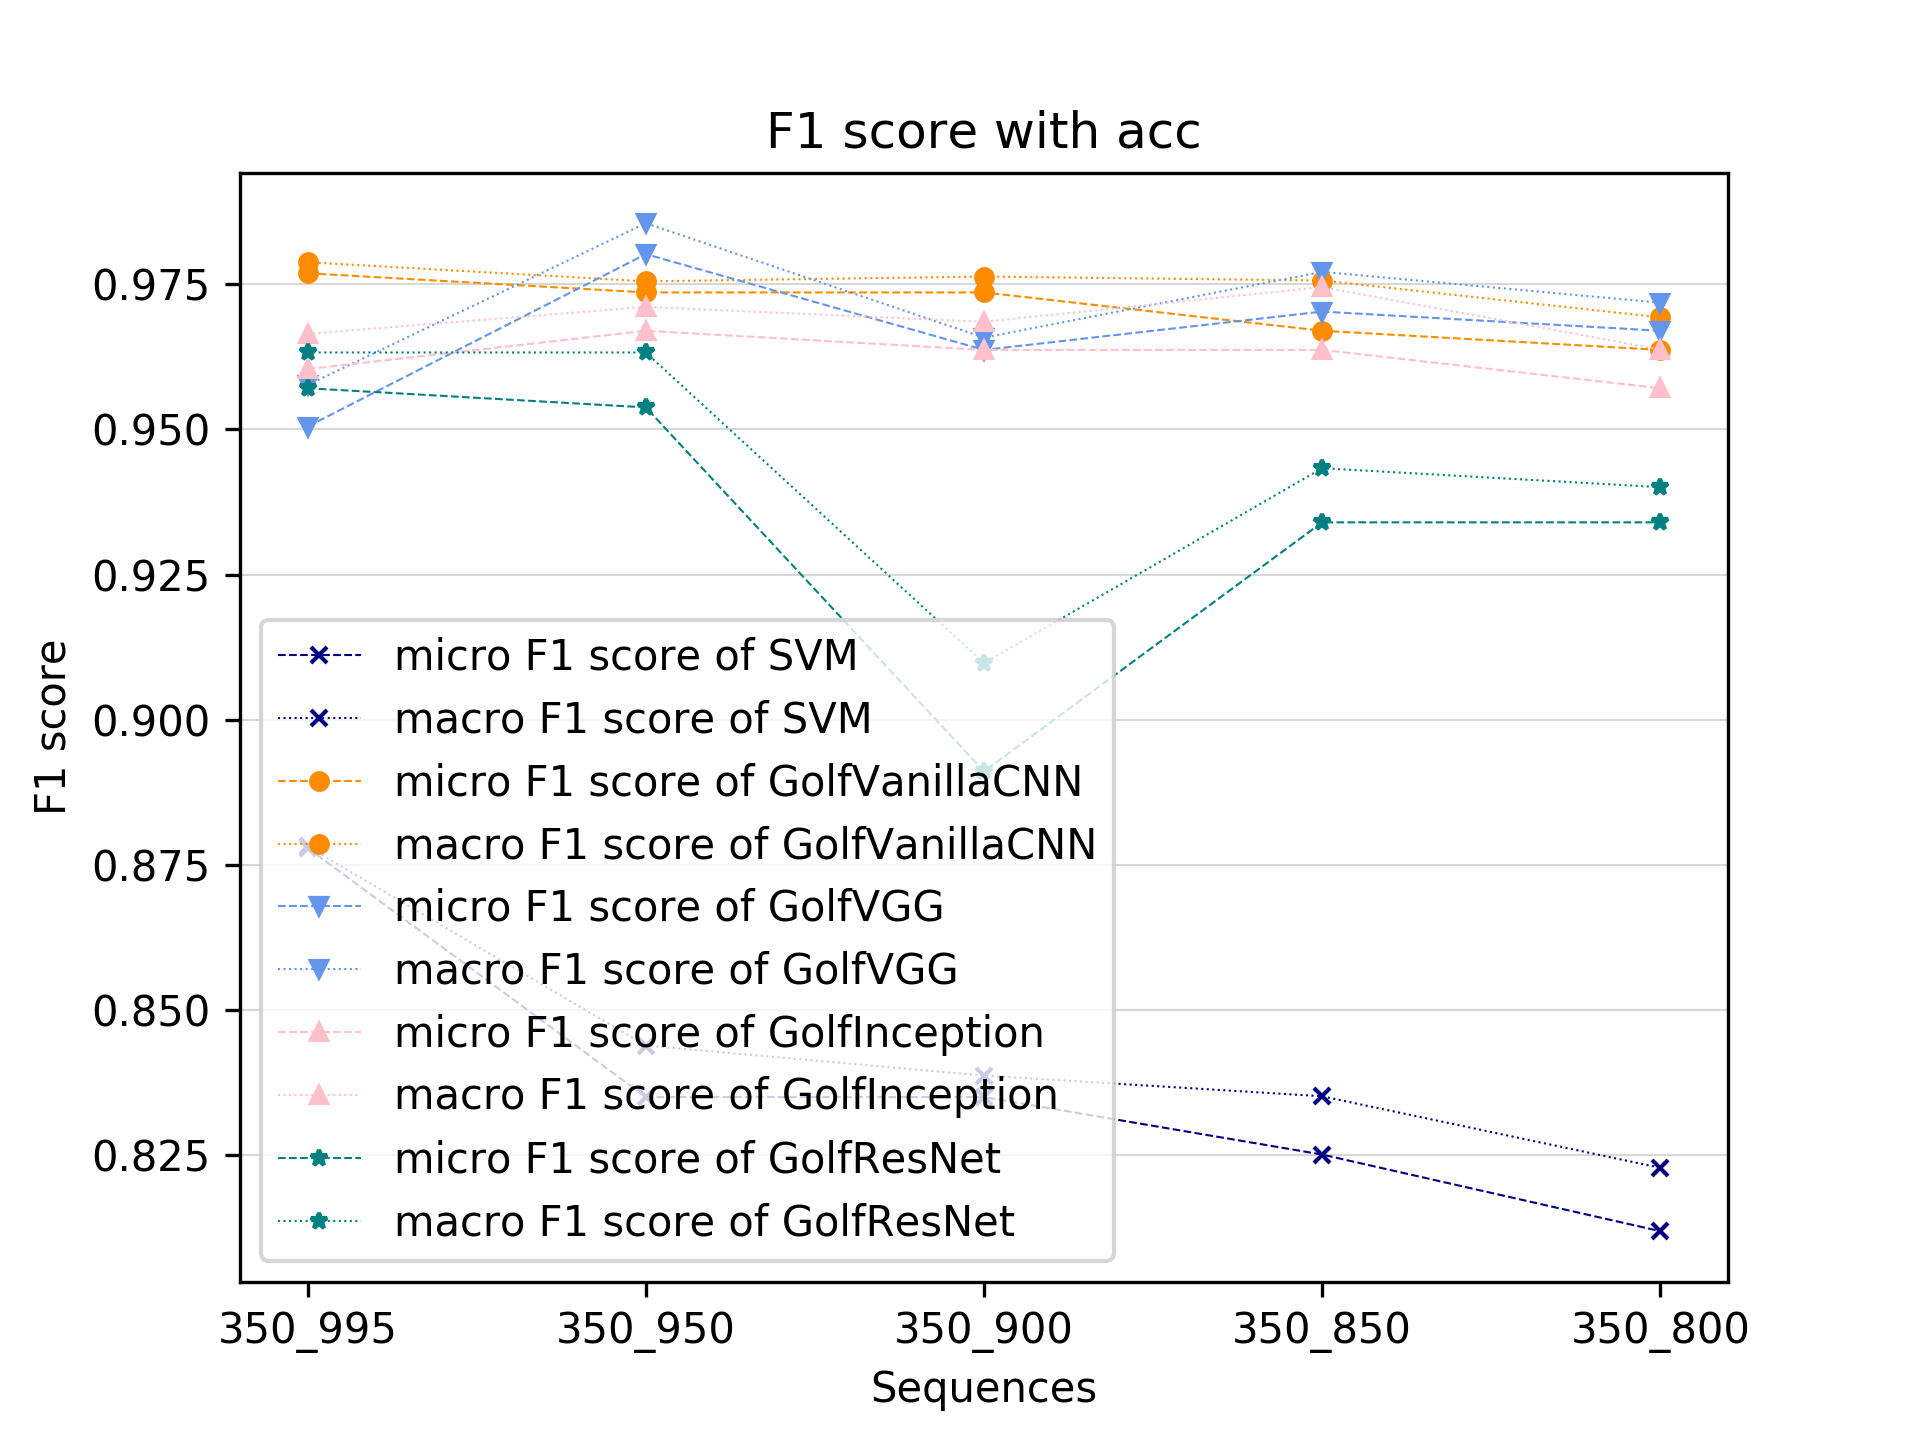 F1 score with acc
F1 score
0.975
0.950
0.925
0.900
0.875
0.850
0.825
micro F1 score of SVM
macro F1 score of SVM
micro F1 score of GolfVanillaCNN
macro F1 score of GolfVanillaCNN
micro F1 score of GolfVGG
macro F1 score of GolfVGG
micro F1 score of GolfInception
macro F1 score of GolfInception
micro F1 score of GolfResNet
macro F1 score of GolfResNet
350_995 350_950 350_900 350_850 350_800
Sequences